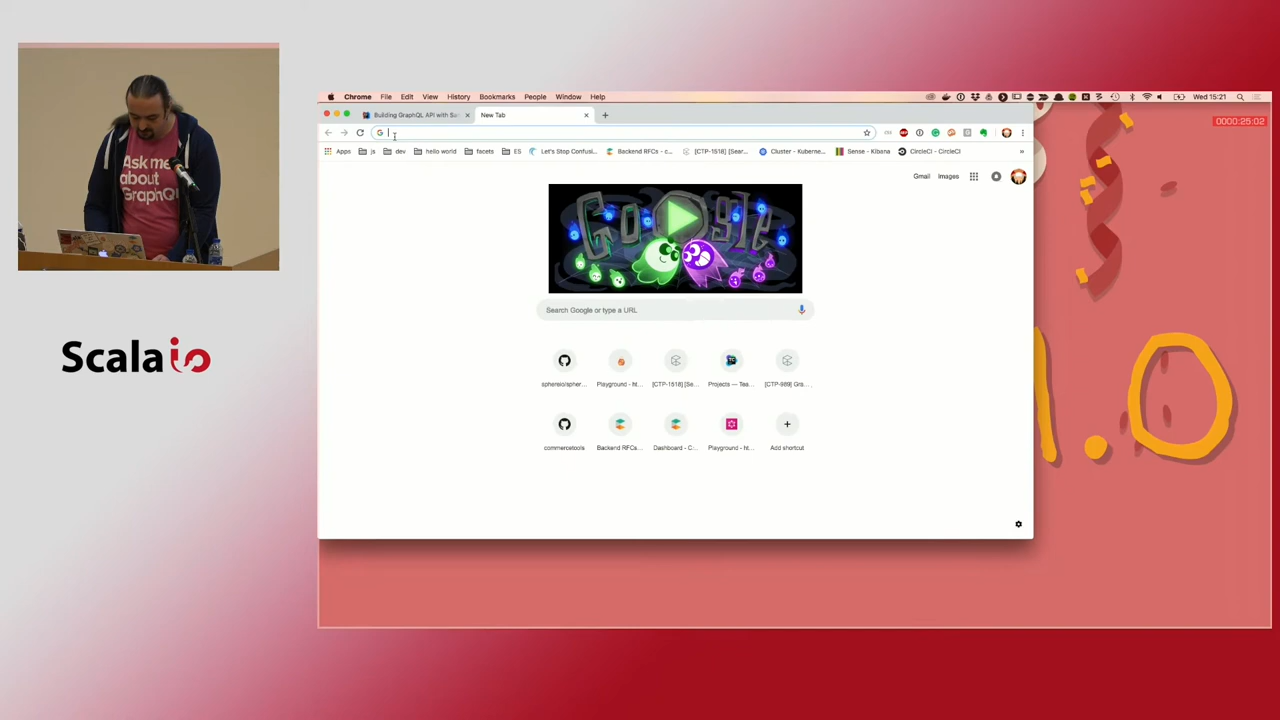 Ask me
about
GraphQL
Scala
Chrome File Edit View History Bookmarks People Window Help
Wed 15:21
0000:25:02
Building GraphQL API with Sa
New Tab
Apps js dev hello world facets ES Let's Stop Confusi... Backend RFCs - c... [CTP-1518] [Sear... Cluster - Kuberne... Sense - Kibana CircleCI - CircleCI »
Gmail Images
Google
Search Google or type a URL
sphereio/spher... Playground - ht... [CTP-1518] [Se... Projects — Tea... [CTP-989] Gra...
commercetools Backend RFCs... Dashboard - C... Playground - ht... Add shortcut
1.0